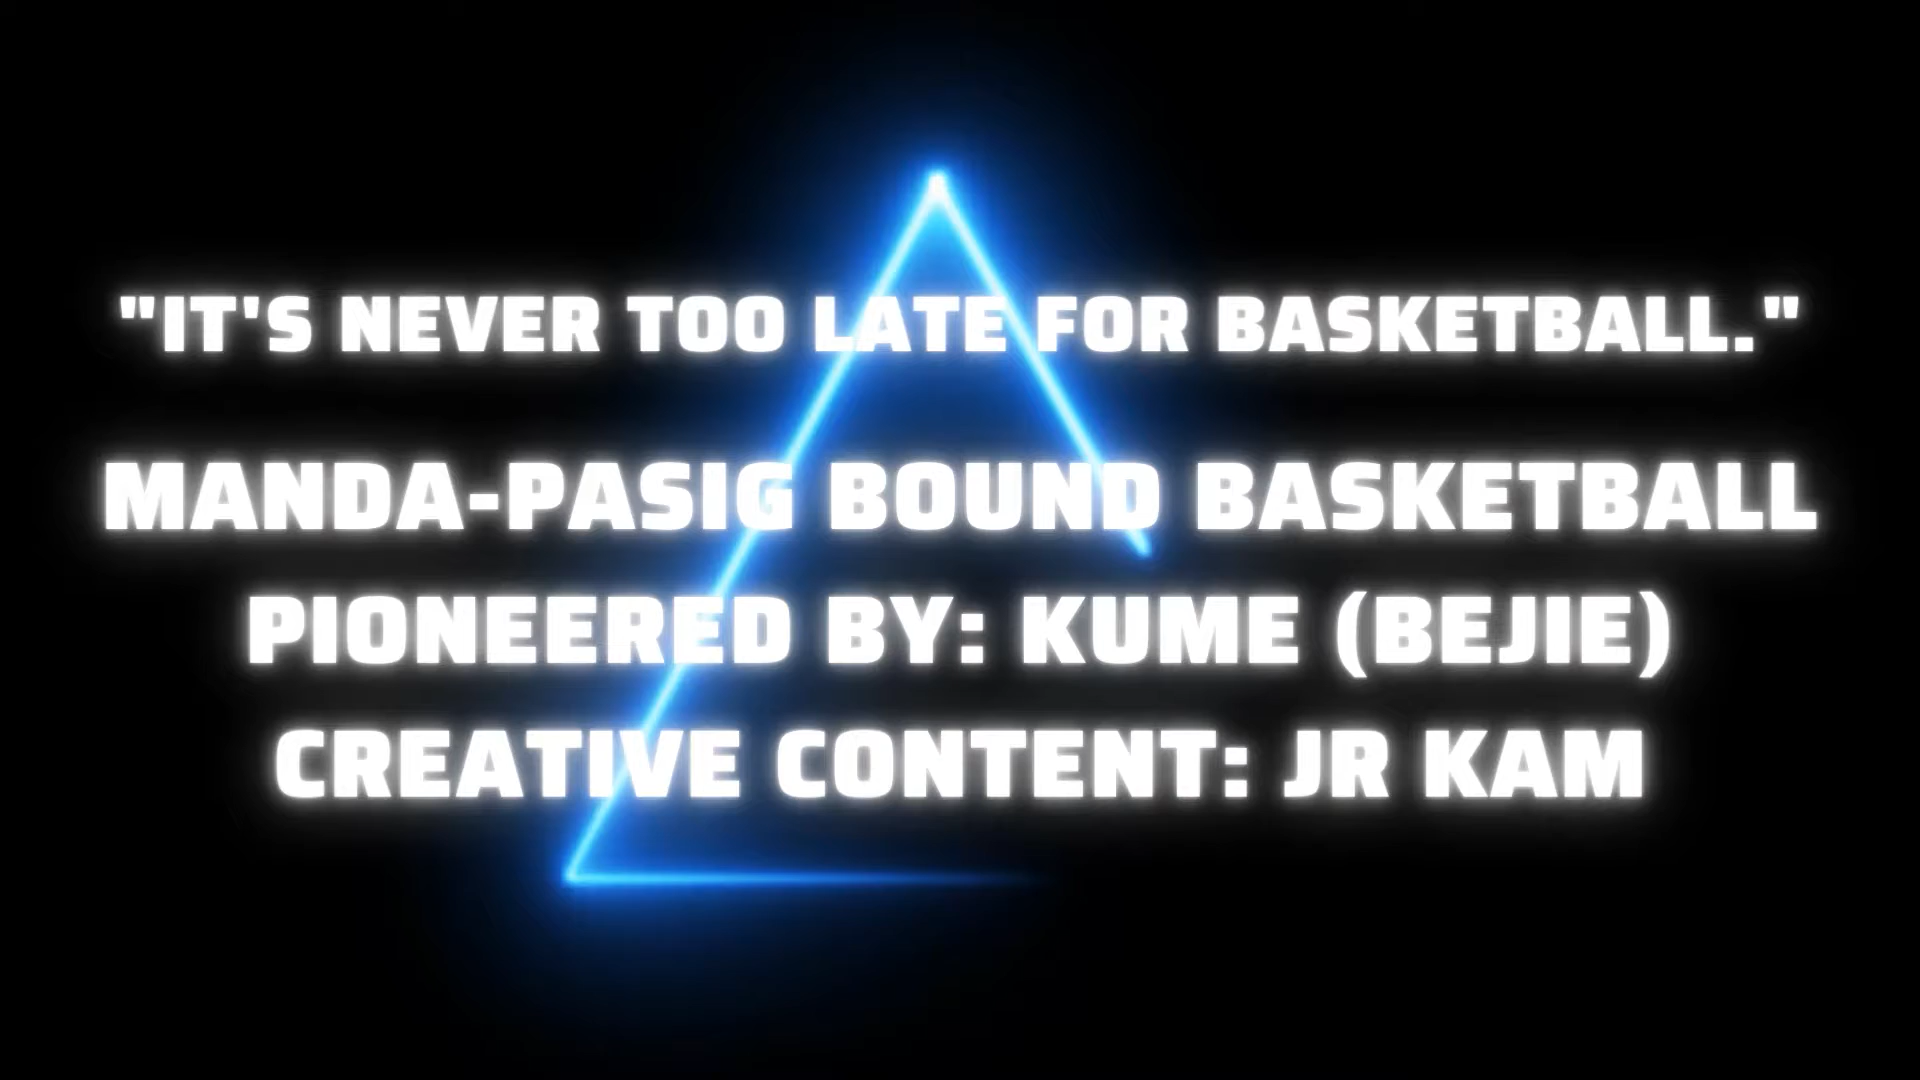 "IT'S NEVER TOO LATE FOR BASKETBALL."
MANDA-PASIG BOUND BASKETBALL
PIONEERED BY: KUME (BEJIE)
CREATIVE CONTENT: JR KAM